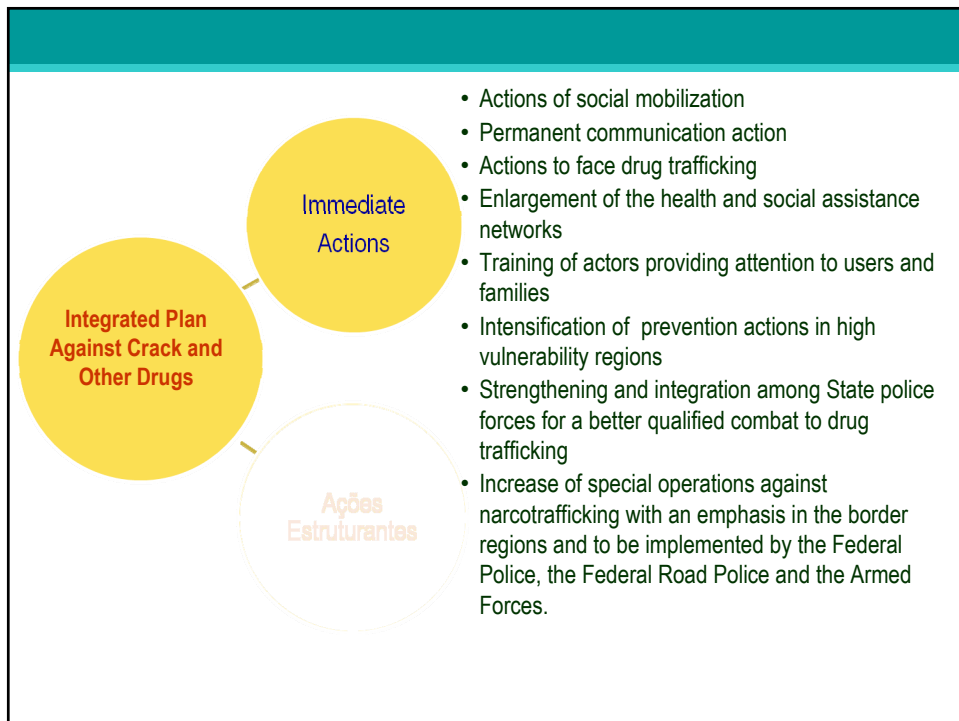 Integrated Plan
Against Crack and
Other Drugs
Immediate
Actions
Ações
Estruturantes
• Actions of social mobilization
• Permanent communication action
• Actions to face drug trafficking
• Enlargement of the health and social assistance
networks
• Training of actors providing attention to users and
families
• Intensification of  prevention actions in high
vulnerability regions
• Strengthening and integration among State police
forces for a better qualified combat to drug
trafficking
• Increase of special operations against
narcotrafficking with an emphasis in the border
regions and to be implemented by the Federal
Police, the Federal Road Police and the Armed
Forces.